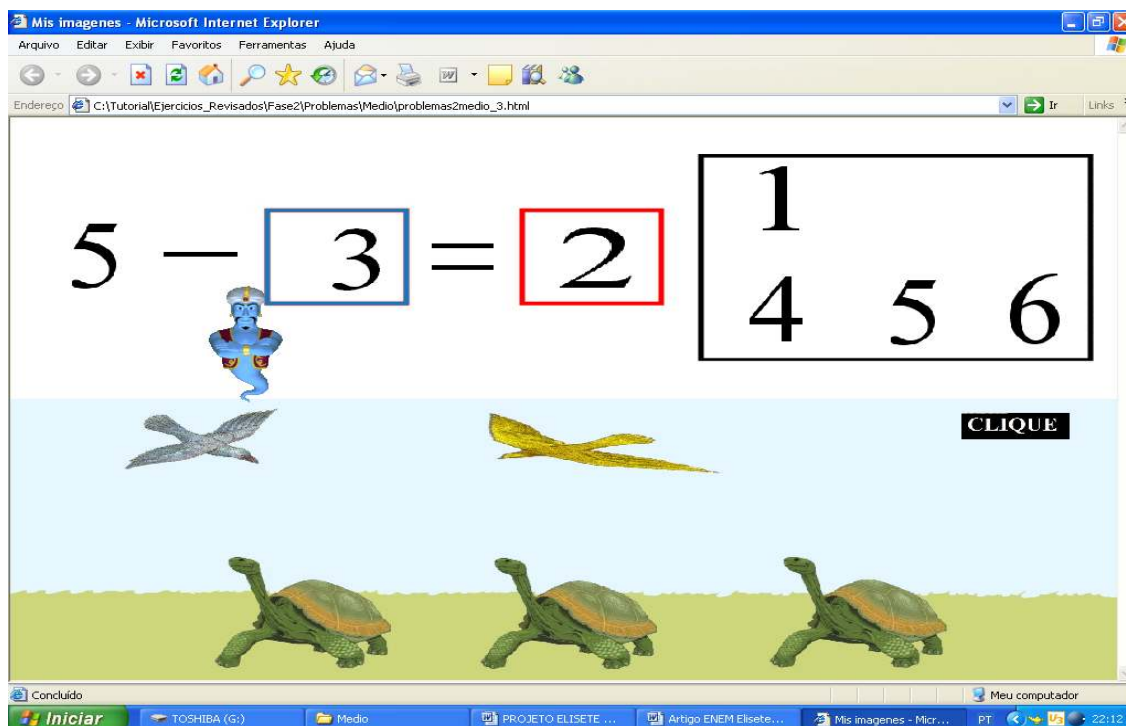 Mis imagenes - Microsoft Internet Explorer
Arquivo Editar Exibir Favoritos Ferramentas Ajuda
Endereço C:\Tutorial\Ejercicios_Revisados\Fase2\Problemas\Medio\problemas2medio_3.html Ir Links
5 – 3 = 2
1
4 5 6
CLIQUE
Concluído Meu computador
Iniciar TOSHIBA (G:) Medio PROJETO ELISETE ... Artigo ENEM Elisete... Mis imagenes - Micr... PT 22:12